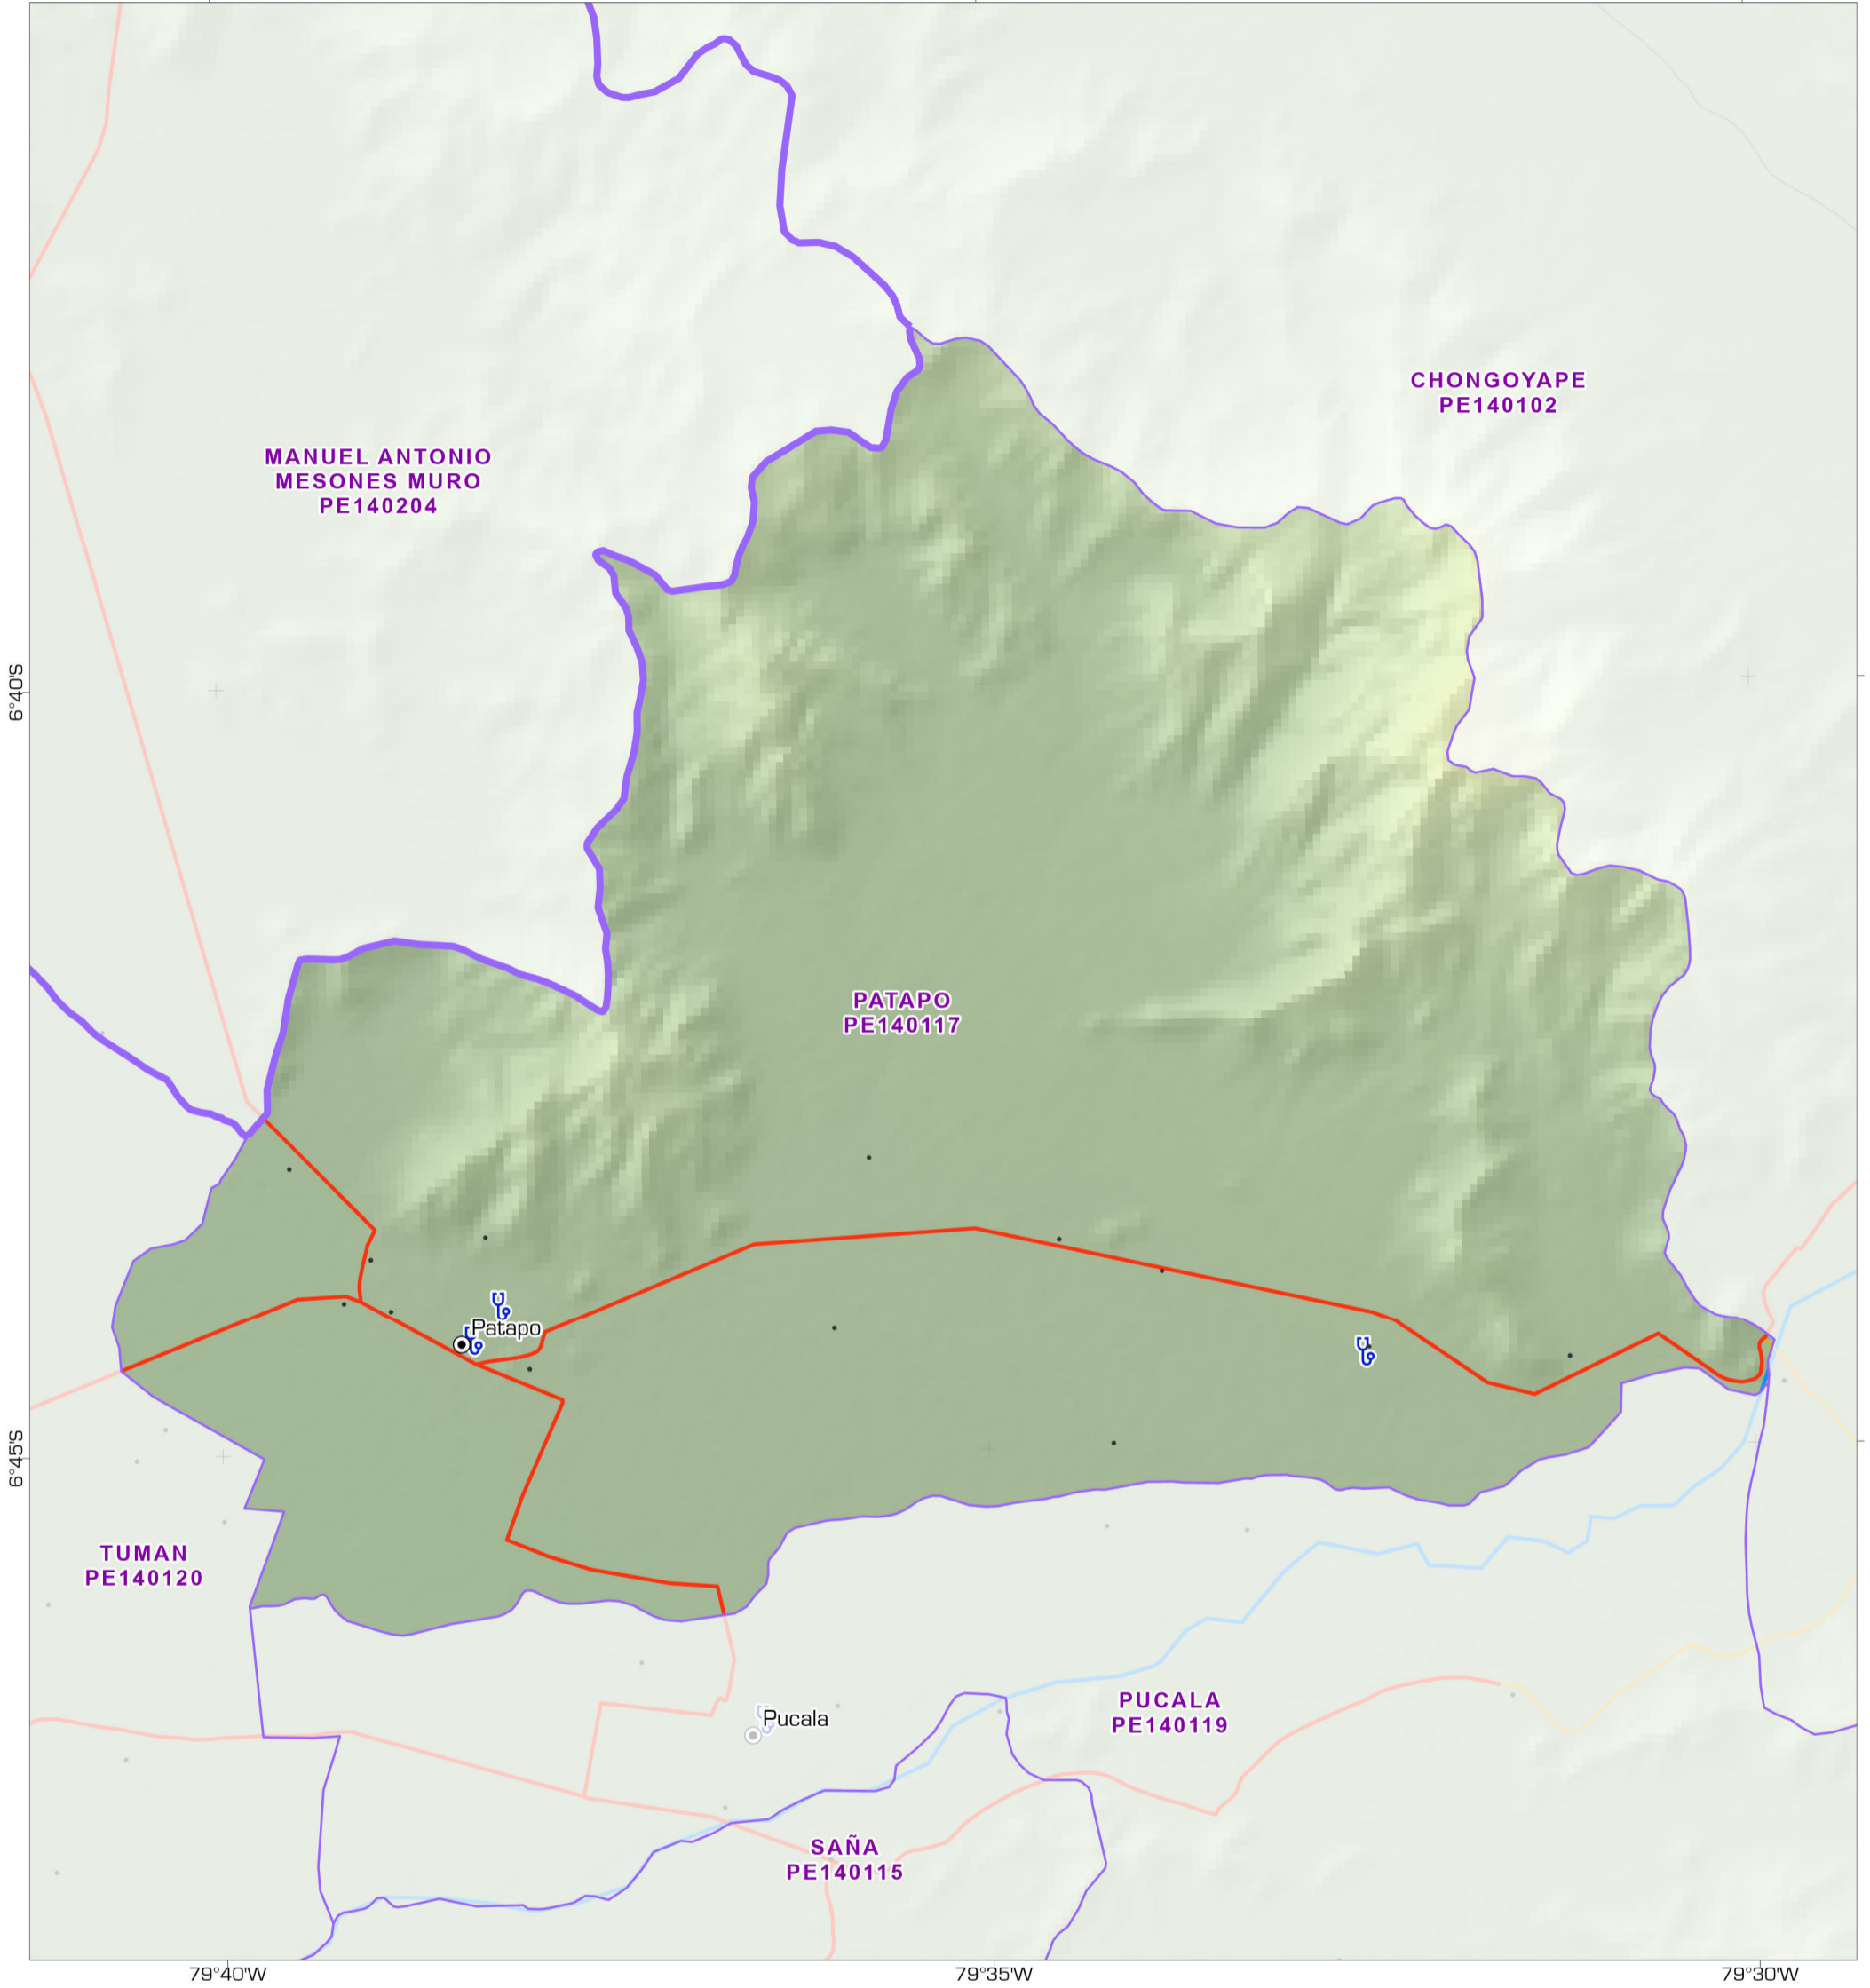 CHONGOYAPE
PE140102
MANUEL ANTONIO
MESONES MURO
PE140204
6°40'S
PATAPO
PE140117
Patapo
6°45'S
TUMAN
PE140120
PUCALA
PE140119
Pucala
SAÑA
PE140115
79°40'W
79°35'W
79°30'W